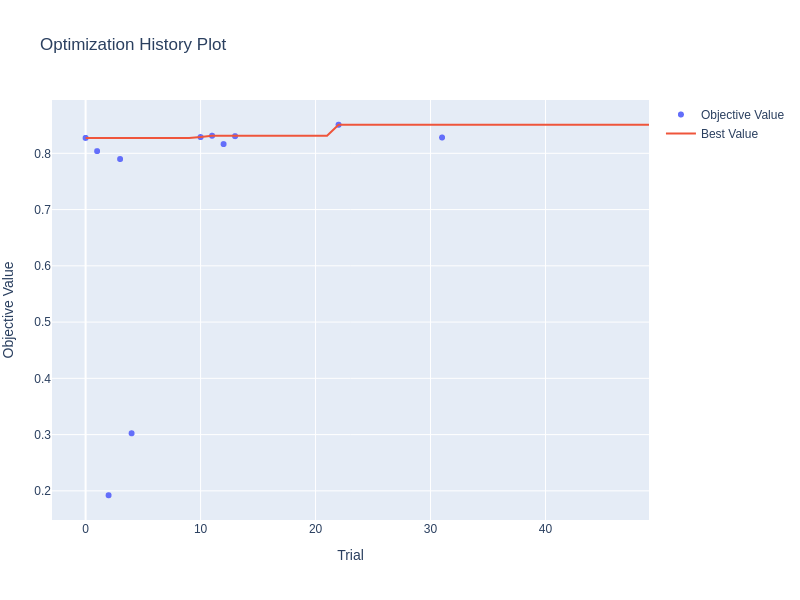 Optimization History Plot
Objective Value
Best Value
0.8
0.7
0.6
0.5
0.4
0.3
0.2
Objective Value
0 10 20 30 40
Trial